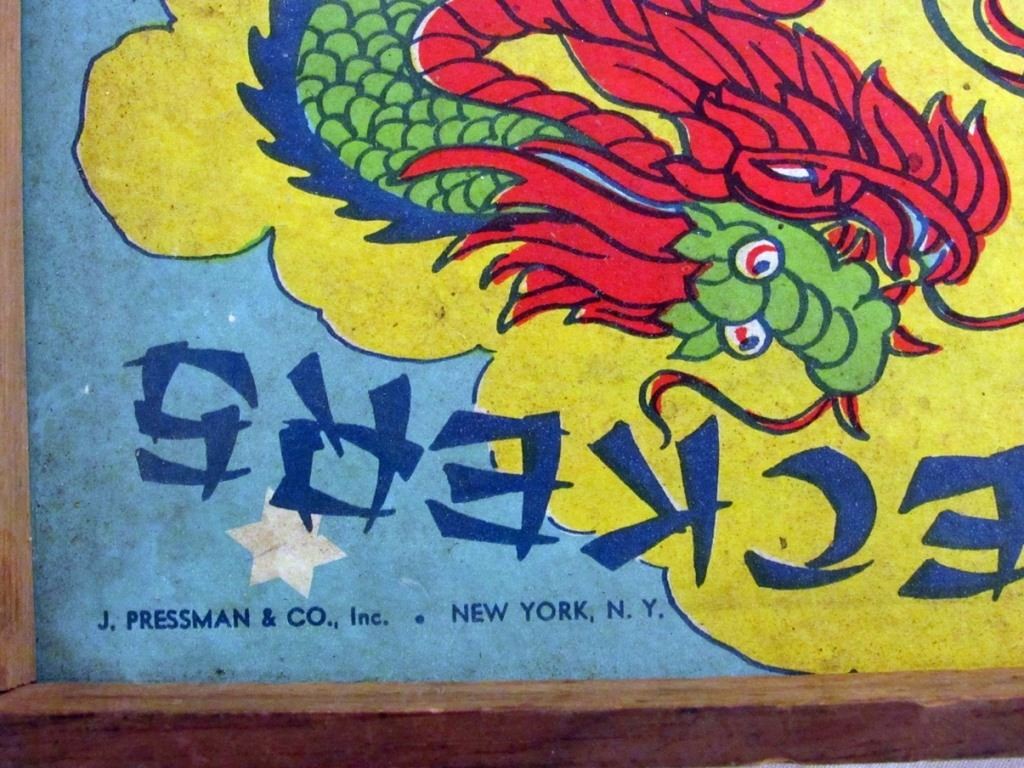 ECKERS
J. PRESSMAN & CO., Inc. • NEW YORK, N. Y.